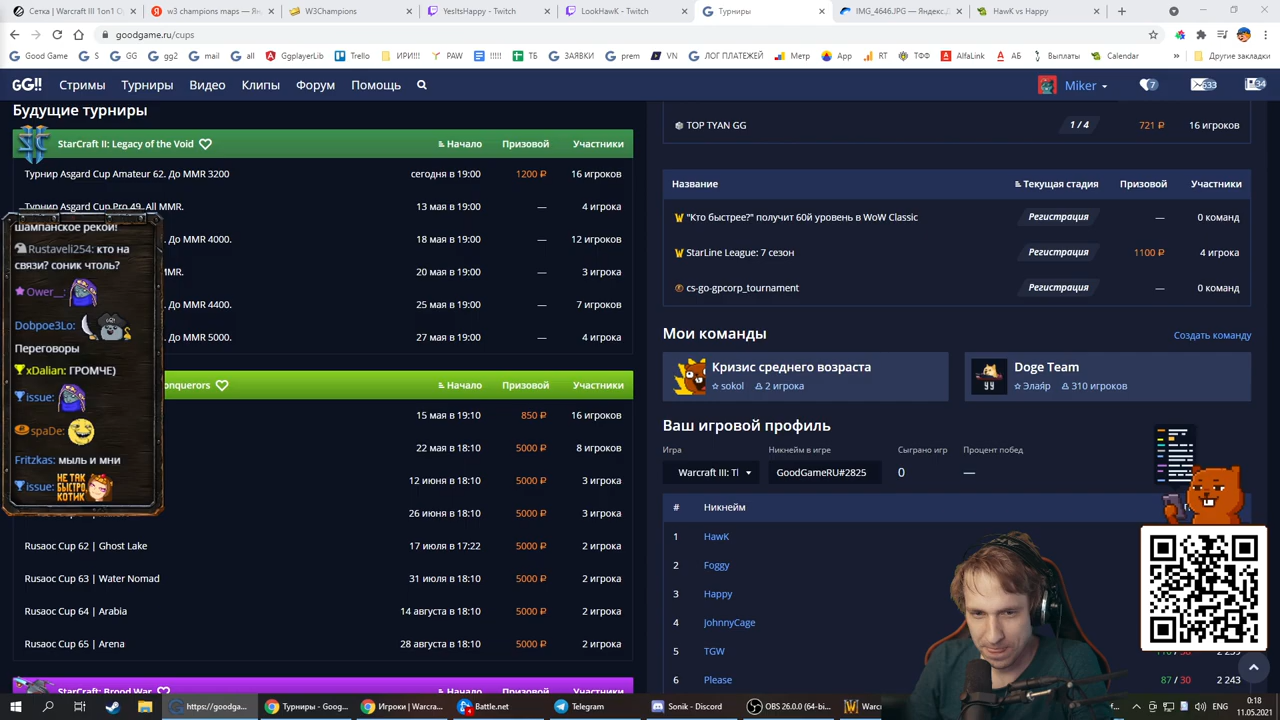 Сетка | Warcraft III 1on1 Op
w3 champions maps — Ян
W3Champions
YesItsHappy - Twitch
LookHawK - Twitch
Турниры
IMG_4646.JPG — Яндекс.Д
HawK vs Happy
goodgame.ru/cups
Good Game
S
GG
gg2
mail
all
GgplayerLib
Trello
ИРИ!!!
PAW
!!!!!
ТБ
ЗАЯВКИ
prem
VN
ЛОГ ПЛАТЕЖЕЙ
Метр
App
RT
ТФФ
AlfaLink
АБ
Выплаты
Calendar
Другие закладки
GG!!
Стримы
Турниры
Видео
Клипы
Форум
Помощь
Miker
7
633
34
Будущие турниры
StarCraft II: Legacy of the Void
Начало
Призовой
Участники
Турнир Asgard Cup Amateur 62. До MMR 3200
сегодня в 19:00
1200 ₽
16 игроков
Турнир Asgard Cup Pro 49. All MMR.
13 мая в 19:00
—
4 игрока
. До MMR 4000.
18 мая в 19:00
—
12 игроков
MMR.
20 мая в 19:00
—
3 игрока
. До MMR 4400.
25 мая в 19:00
—
7 игроков
. До MMR 5000.
27 мая в 19:00
—
4 игрока
шампанское рекой!
Rustaveli254: кто на
связи? соник чтоль?
Ower__:
Dobpoe3Lo:
Переговоры
xDalian: ГРОМЧЕ)
issue:
spaDe:
Fritzkas: мыль и мни
issue: НЕ ТАК
БЫСТРО,
КОТИК
onquerors
Начало
Призовой
Участники
15 мая в 19:10
850 ₽
16 игроков
22 мая в 18:10
5000 ₽
8 игроков
12 июня в 18:10
5000 ₽
3 игрока
26 июня в 18:10
5000 ₽
3 игрока
Rusaoc Cup 62 | Ghost Lake
17 июля в 17:22
5000 ₽
2 игрока
Rusaoc Cup 63 | Water Nomad
31 июля в 18:10
5000 ₽
2 игрока
Rusaoc Cup 64 | Arabia
14 августа в 18:10
5000 ₽
2 игрока
Rusaoc Cup 65 | Arena
28 августа в 18:10
5000 ₽
2 игрока
StarCraft: Brood War
Начало
Призовой
Участники
TOP TYAN GG
1 / 4
721 ₽
16 игроков
Название
Текущая стадия
Призовой
Участники
"Кто быстрее?" получит 60й уровень в WoW Classic
Регистрация
—
0 команд
StarLine League: 7 сезон
Регистрация
1100 ₽
4 игрока
cs-go-gpcorp_tournament
Регистрация
—
0 команд
Мои команды
Создать команду
Кризис среднего возраста
sokol
2 игрока
Doge Team
Элаяр
310 игроков
Ваш игровой профиль
Игра
Никнейм в игре
Сыграно игр
Процент побед
Warcraft III: Tl
GoodGameRU#2825
0
—
#
Никнейм
1
HawK
2
Foggy
3
Happy
4
JohnnyCage
5
TGW
6
Please
87 / 30
2 243
https://goodga...
Турниры - Goog...
Игроки | Warcra...
Battle.net
Telegram
Sonik - Discord
OBS 26.0.0 (64-bi...
Warc
ENG
0:18
11.05.2021